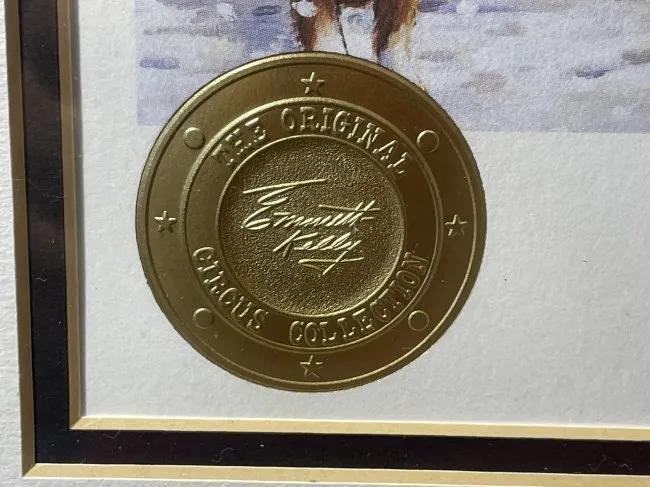 THE ORIGINAL
Emmett
Kelly
CIRCUS COLLECTION